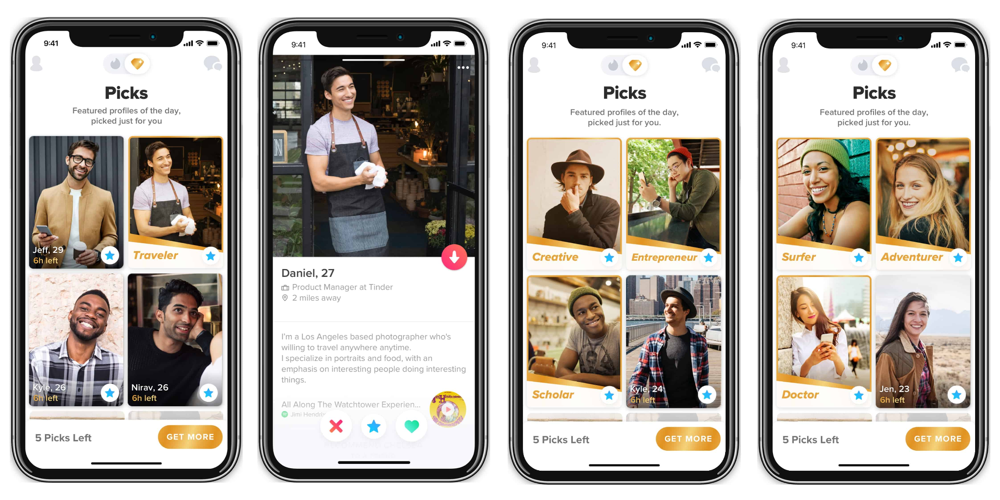 9:41
Picks
Featured profiles of the day,
picked just for you
Jeff, 29
6h left
Traveler
Kyle, 26
6h left
Nirav, 26
6h left
5 Picks Left
GET MORE
9:41
N
Daniel, 27
Product Manager at Tinder
2 miles away
I'm a Los Angeles based photographer who's
willing to travel anywhere anytime.
I specialize in portraits and food, with an
emphasis on interesting people doing interesting
things.
All Along The Watchtower Experien...
Jimi Hendrix
RECOMMEND CHELSEA
TO A FRIEND
9:41
Picks
Featured profiles of the day,
picked just for you.
Creative
Entrepreneur
Scholar
Kyle, 24
6h left
5 Picks Left
GET MORE
9:41
Picks
Featured profiles of the day,
picked just for you.
Surfer
Adventurer
Doctor
Jen, 23
6h left
5 Picks Left
GET MORE